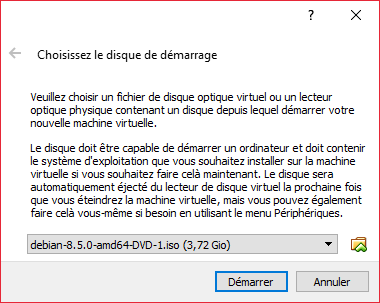 ?
Choisissez le disque de démarrage
Veuillez choisir un fichier de disque optique virtuel ou un lecteur
optique physique contenant un disque depuis lequel démarrer votre
nouvelle machine virtuelle.
Le disque doit être capable de démarrer un ordinateur et doit contenir
le système d'exploitation que vous souhaitez installer sur la machine
virtuelle si vous souhaitez faire celà maintenant. Le disque sera
automatiquement éjecté du lecteur de disque virtuel la prochaine fois
que vous éteindrez la machine virtuelle, mais vous pouvez également
faire celà vous-même si besoin en utilisant le menu Périphériques.
debian-8.5.0-amd64-DVD-1.iso (3,72 Gio)
Démarrer
Annuler